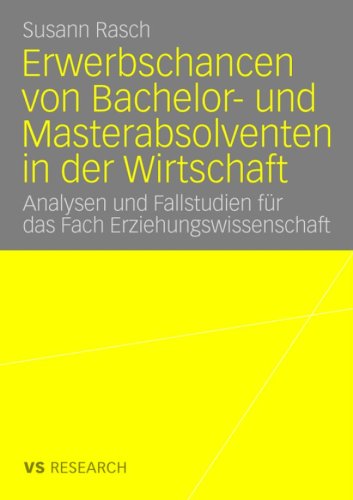 Susann Rasch
Erwerbschancen
von Bachelor- und
Masterabsolventen
in der Wirtschaft
Analysen und Fallstudien für
das Fach Erziehungswissenschaft
VS RESEARCH